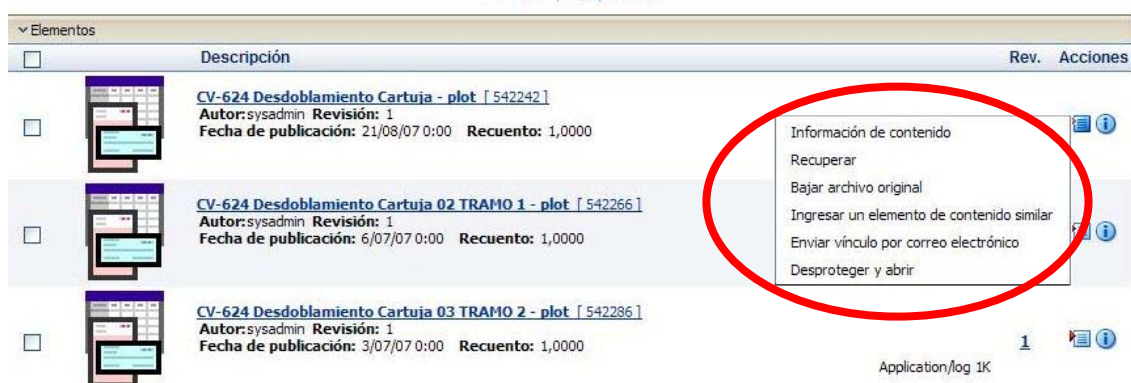 Elementos
Descripción Rev. Acciones
CV-624 Desdoblamiento Cartuja - plot [ 542242 ]
Autor:sysadmin Revisión: 1
Fecha de publicación: 21/08/07 0:00 Recuento: 1,0000
Información de contenido
Recuperar
Bajar archivo original
Ingresar un elemento de contenido similar
Enviar vínculo por correo electrónico
Desproteger y abrir
CV-624 Desdoblamiento Cartuja 02 TRAMO 1 - plot [ 542266 ]
Autor:sysadmin Revisión: 1
Fecha de publicación: 6/07/07 0:00 Recuento: 1,0000
CV-624 Desdoblamiento Cartuja 03 TRAMO 2 - plot [ 542286 ]
Autor:sysadmin Revisión: 1
Fecha de publicación: 3/07/07 0:00 Recuento: 1,0000
1
Application/log 1K